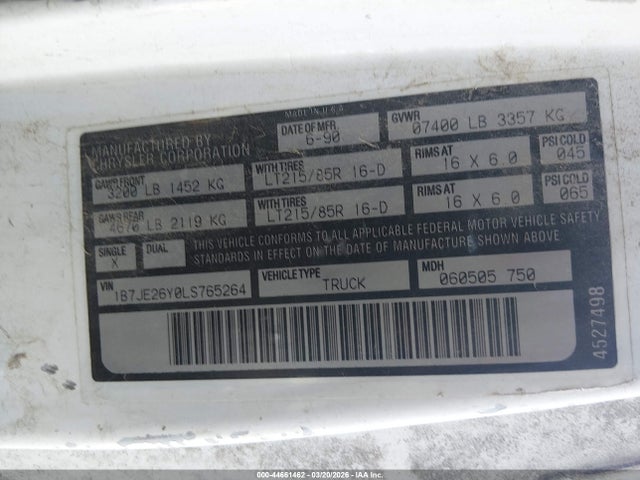 MADE IN U.S.A.
MANUFACTURED BY
CHRYSLER CORPORATION
DATE OF MFR
6-90
GVWR
07400 LB 3357 KG
GAWR FRONT
3200 LB 1452 KG
WITH TIRES
LT215/85R 16-D
RIMS AT
16 X 6.0
PSI COLD
045
GAWR REAR
4670 LB 2119 KG
WITH TIRES
LT215/85R 16-D
RIMS AT
16 X 6.0
PSI COLD
065
SINGLE
X
DUAL
THIS VEHICLE CONFORMS TO ALL APPLICABLE FEDERAL MOTOR VEHICLE SAFETY
STANDARDS IN EFFECT ON THE DATE OF MANUFACTURE SHOWN ABOVE.
VIN
1B7JE26Y0LS765264
VEHICLE TYPE
TRUCK
MDH
060505 750
4527498
000-44651462 - 03/20/2026 - IAA Inc.